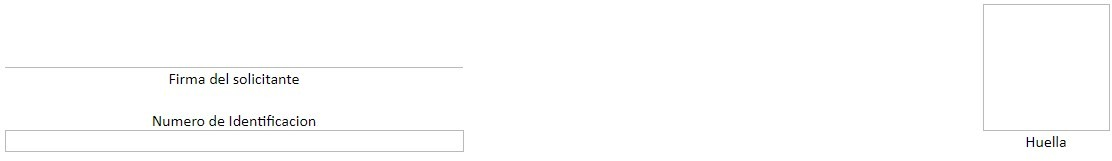 Firma del solicitante
Numero de Identificacion
Huella